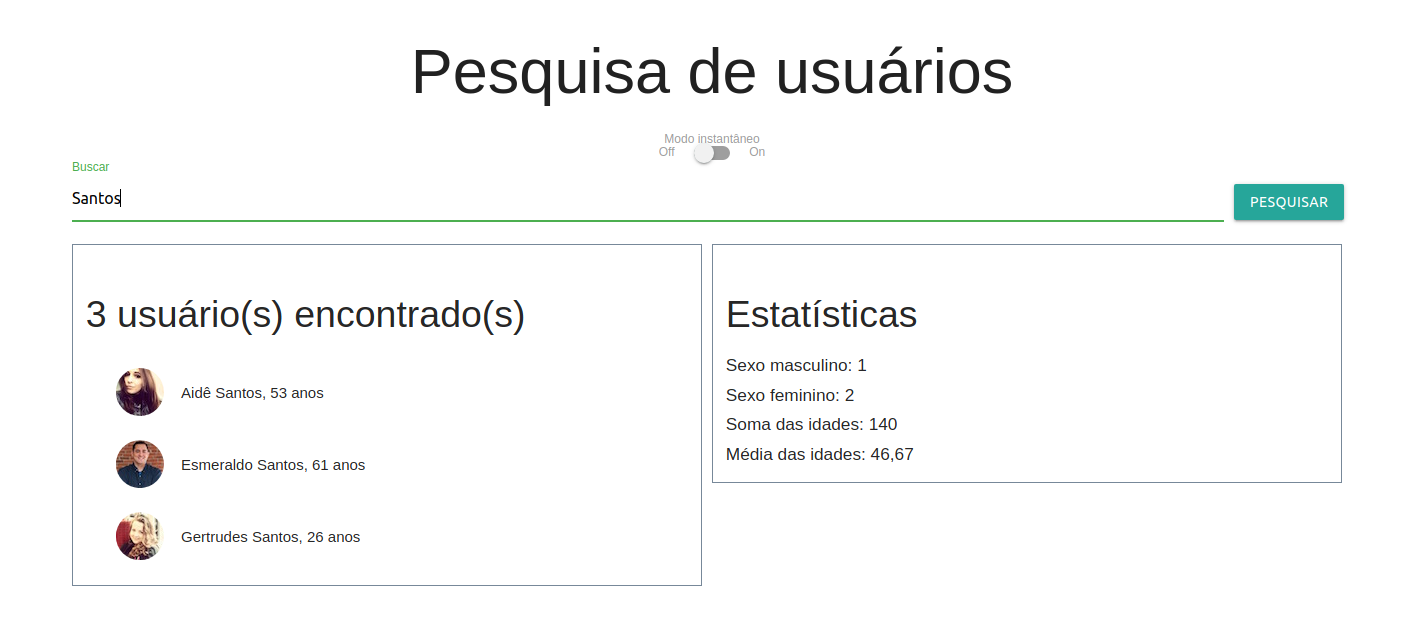 Pesquisa de usuários
Modo instantâneo
Off On
Buscar
Santos
PESQUISAR
3 usuário(s) encontrado(s)
Aidê Santos, 53 anos
Esmeraldo Santos, 61 anos
Gertrudes Santos, 26 anos
Estatísticas
Sexo masculino: 1
Sexo feminino: 2
Soma das idades: 140
Média das idades: 46,67